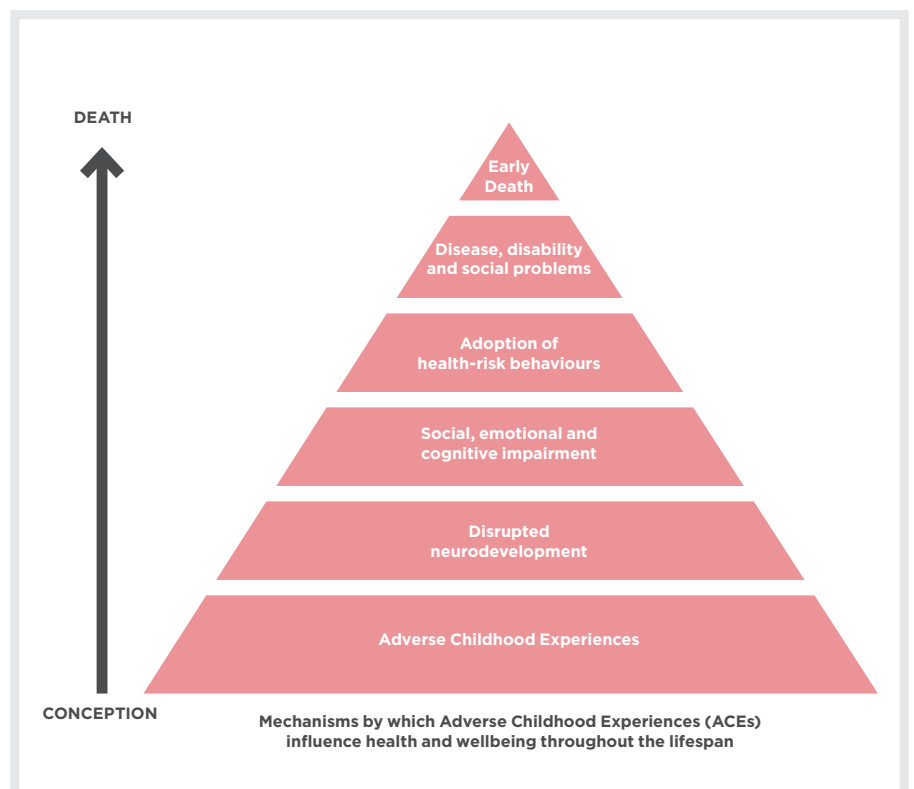 DEATH
Early
Death
Disease, disability
and social problems
Adoption of
health-risk behaviours
Social, emotional and
cognitive impairment
Disrupted
neurodevelopment
Adverse Childhood Experiences
CONCEPTION
Mechanisms by which Adverse Childhood Experiences (ACEs)
influence health and wellbeing throughout the lifespan